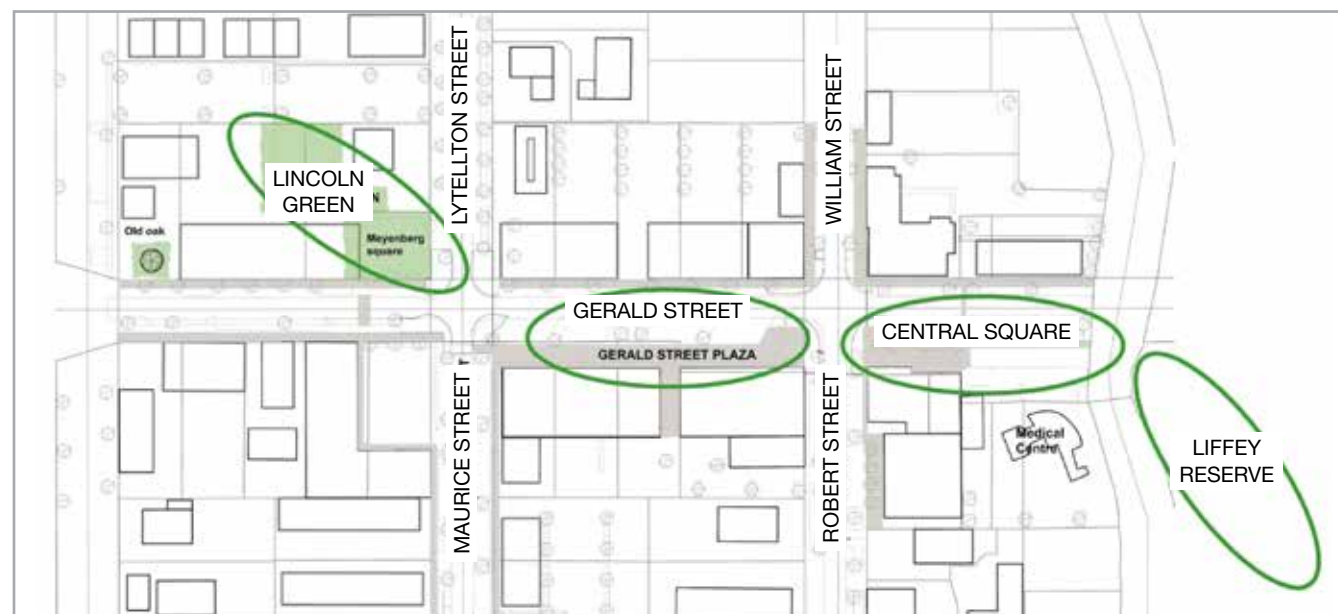 LYTELLTON STREET
WILLIAM STREET
LINCOLN
GREEN
N
Old oak
Meyenberg
square
GERALD STREET
CENTRAL SQUARE
GERALD STREET PLAZA
MAURICE STREET
ROBERT STREET
Medical
Centre
LIFFEY
RESERVE